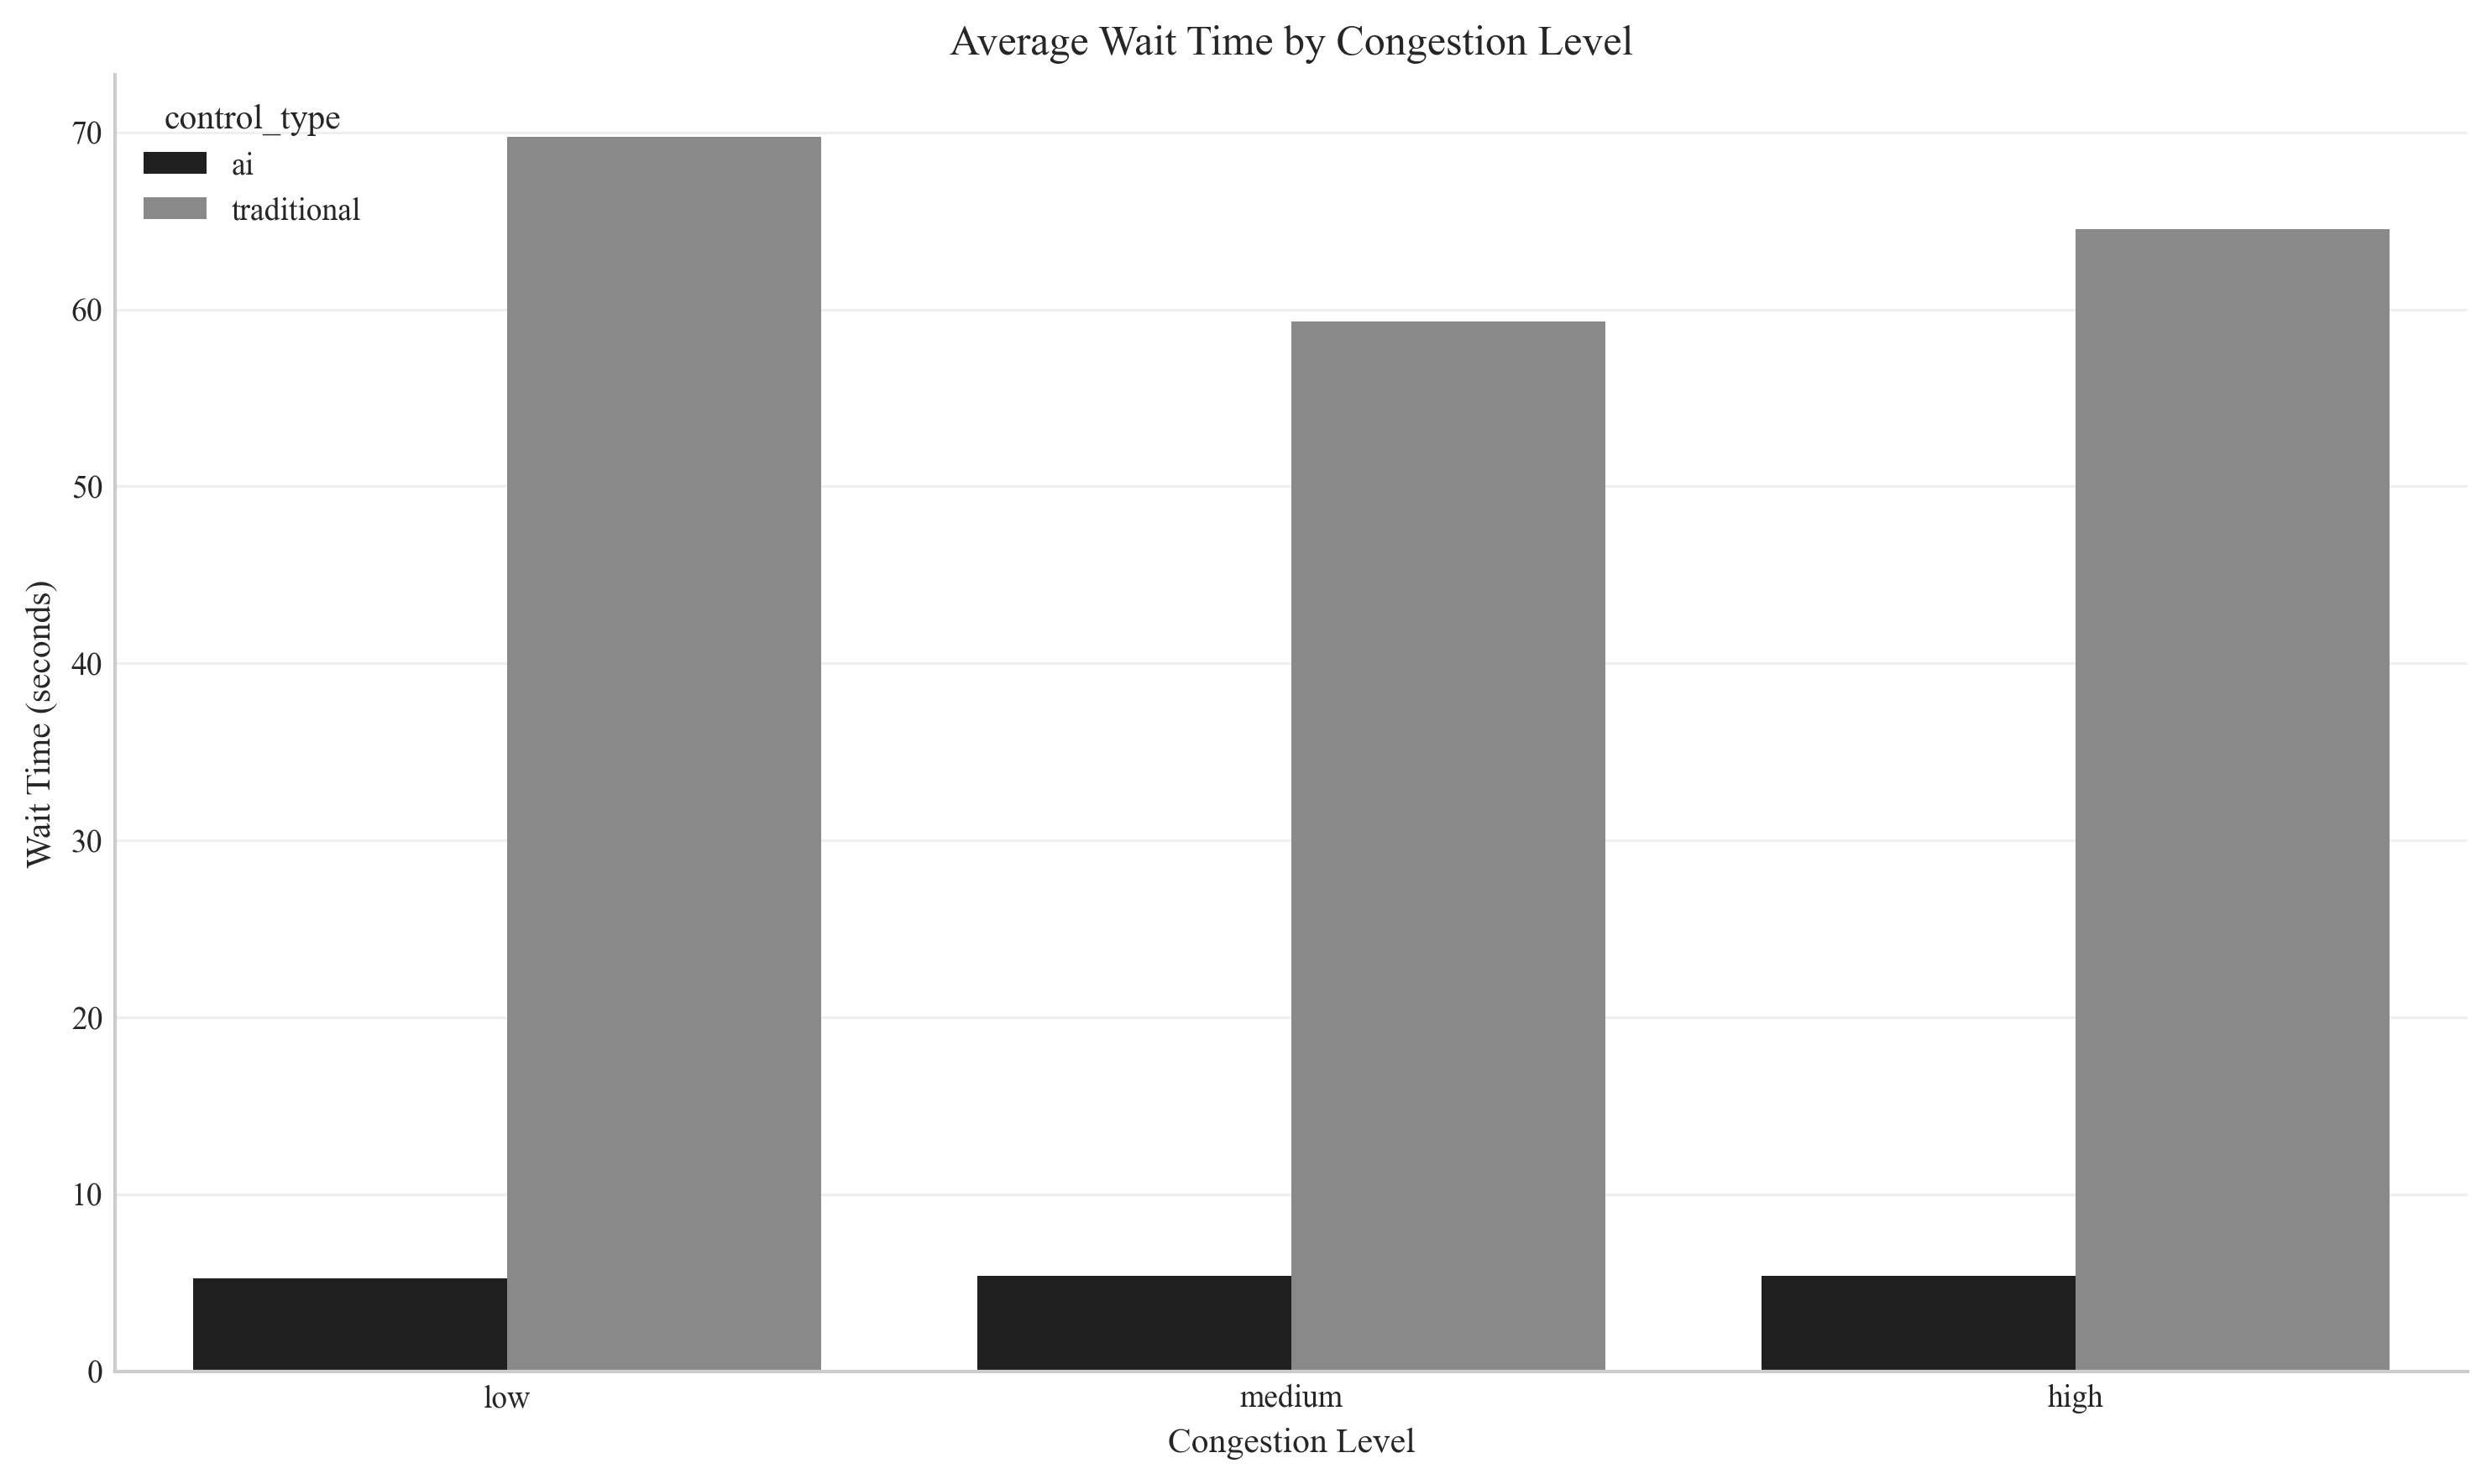 Average Wait Time by Congestion Level
control_type
ai
traditional
70
60
50
40
30
20
10
0
Wait Time (seconds)
low
medium
high
Congestion Level